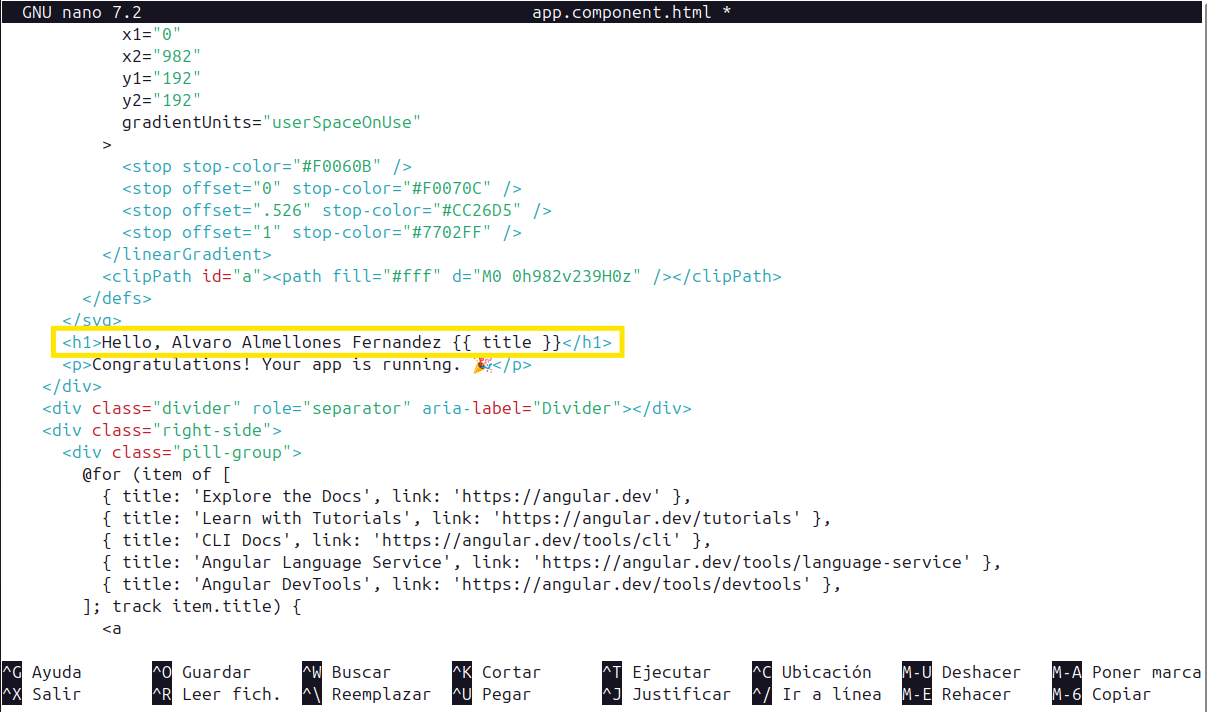 GNU nano 7.2 app.component.html *
x1="0"
x2="982"
y1="192"
y2="192"
gradientUnits="userSpaceOnUse"
>
<stop stop-color="#F0060B" />
<stop offset="0" stop-color="#F0070C" />
<stop offset=".526" stop-color="#CC26D5" />
<stop offset="1" stop-color="#7702FF" />
</linearGradient>
<clipPath id="a"><path fill="#fff" d="M0 0h982v239H0z" /></clipPath>
</defs>
</svg>
<h1>Hello, Alvaro Almellones Fernandez {{ title }}</h1>
<p>Congratulations! Your app is running. 🎉</p>
</div>
<div class="divider" role="separator" aria-label="Divider"></div>
<div class="right-side">
<div class="pill-group">
@for (item of [
{ title: 'Explore the Docs', link: 'https://angular.dev' },
{ title: 'Learn with Tutorials', link: 'https://angular.dev/tutorials' },
{ title: 'CLI Docs', link: 'https://angular.dev/tools/cli' },
{ title: 'Angular Language Service', link: 'https://angular.dev/tools/language-service' },
{ title: 'Angular DevTools', link: 'https://angular.dev/tools/devtools' },
]; track item.title) {
<a
^G Ayuda ^O Guardar ^W Buscar ^K Cortar ^T Ejecutar ^C Ubicación M-U Deshacer M-A Poner marca
^X Salir ^R Leer fich. ^\ Reemplazar ^U Pegar ^J Justificar ^/ Ir a línea M-E Rehacer M-6 Copiar